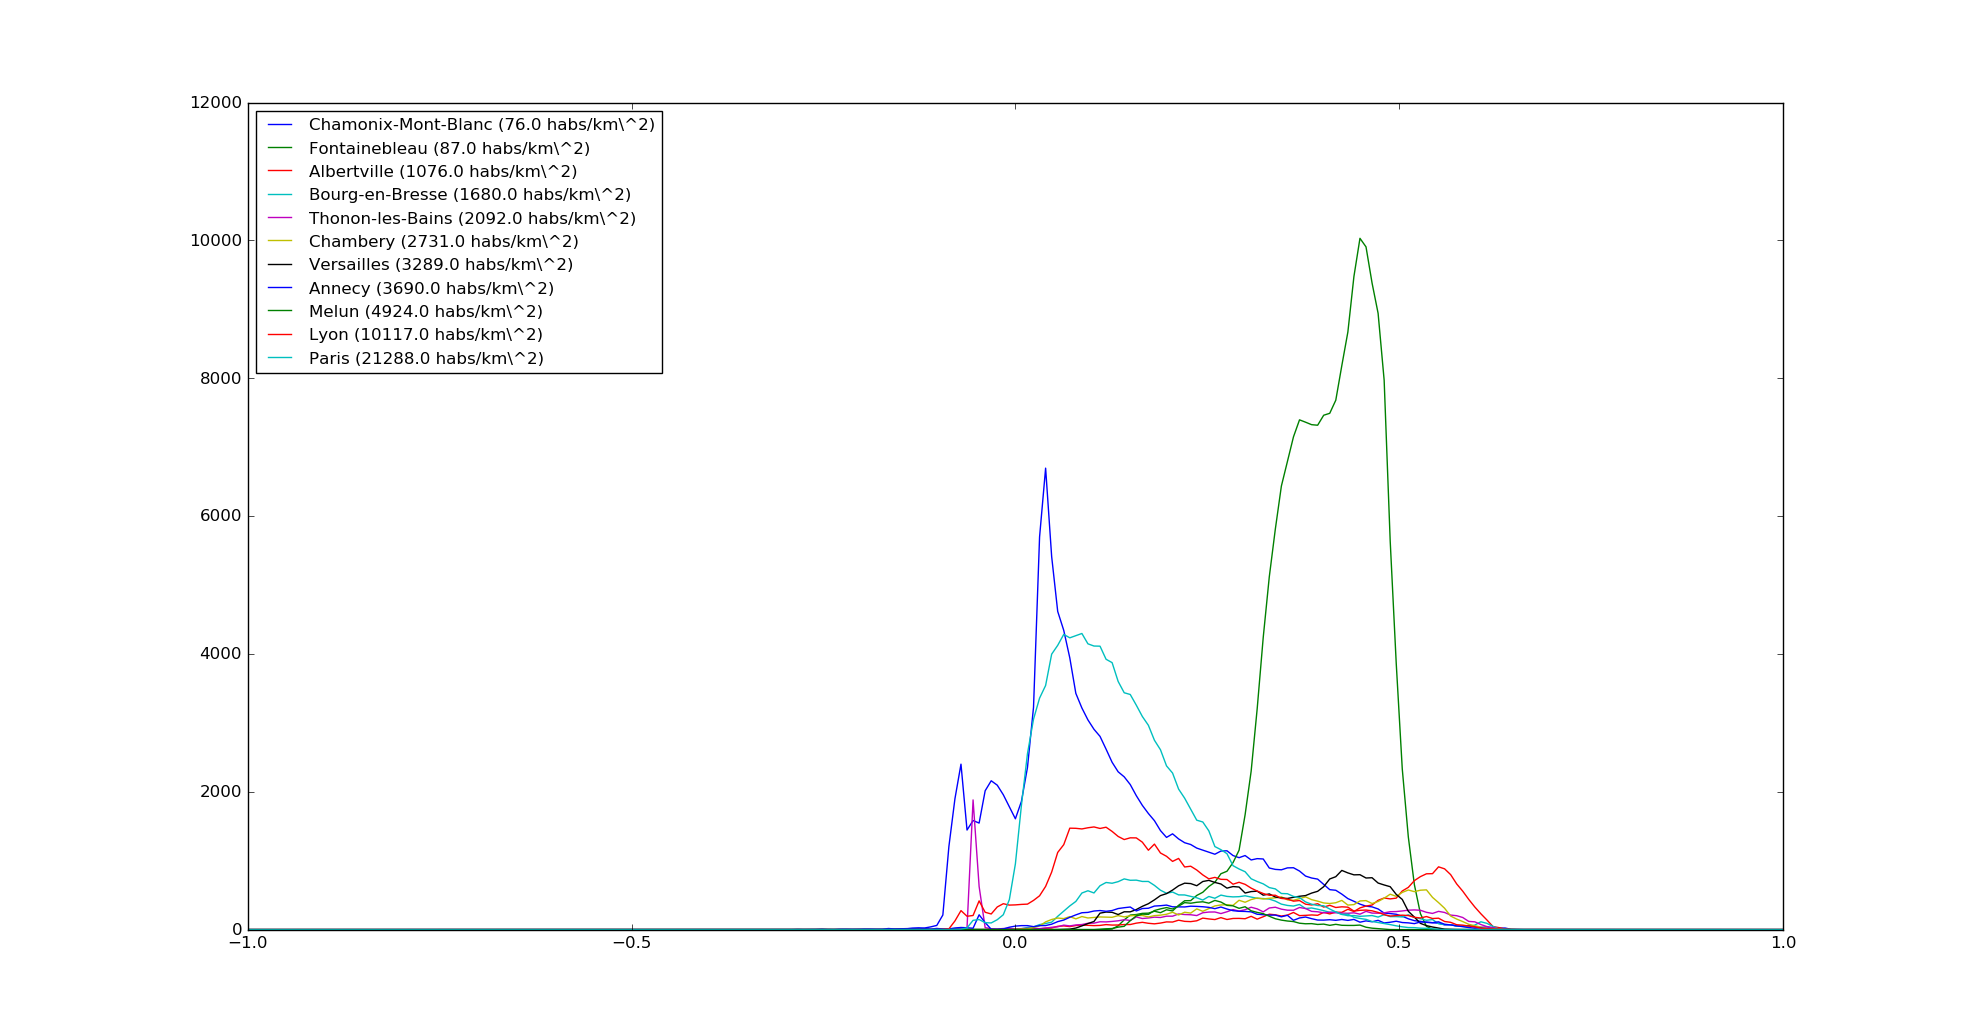 12000
10000
8000
6000
4000
2000
0
Chamonix-Mont-Blanc (76.0 habs/km\^2)
Fontainebleau (87.0 habs/km\^2)
Albertville (1076.0 habs/km\^2)
Bourg-en-Bresse (1680.0 habs/km\^2)
Thonon-les-Bains (2092.0 habs/km\^2)
Chambery (2731.0 habs/km\^2)
Versailles (3289.0 habs/km\^2)
Annecy (3690.0 habs/km\^2)
Melun (4924.0 habs/km\^2)
Lyon (10117.0 habs/km\^2)
Paris (21288.0 habs/km\^2)
−1.0 −0.5 0.0 0.5 1.0